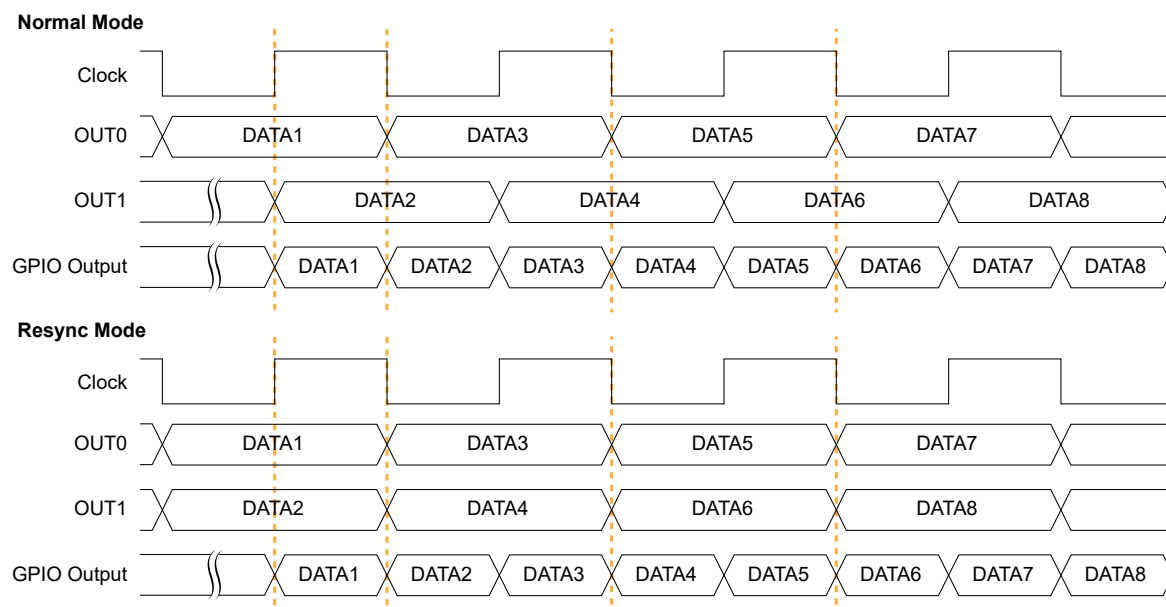 Normal Mode
Clock
OUT0 DATA1 DATA3 DATA5 DATA7
OUT1 DATA2 DATA4 DATA6 DATA8
GPIO Output DATA1 DATA2 DATA3 DATA4 DATA5 DATA6 DATA7 DATA8
Resync Mode
Clock
OUT0 DATA1 DATA3 DATA5 DATA7
OUT1 DATA2 DATA4 DATA6 DATA8
GPIO Output DATA1 DATA2 DATA3 DATA4 DATA5 DATA6 DATA7 DATA8